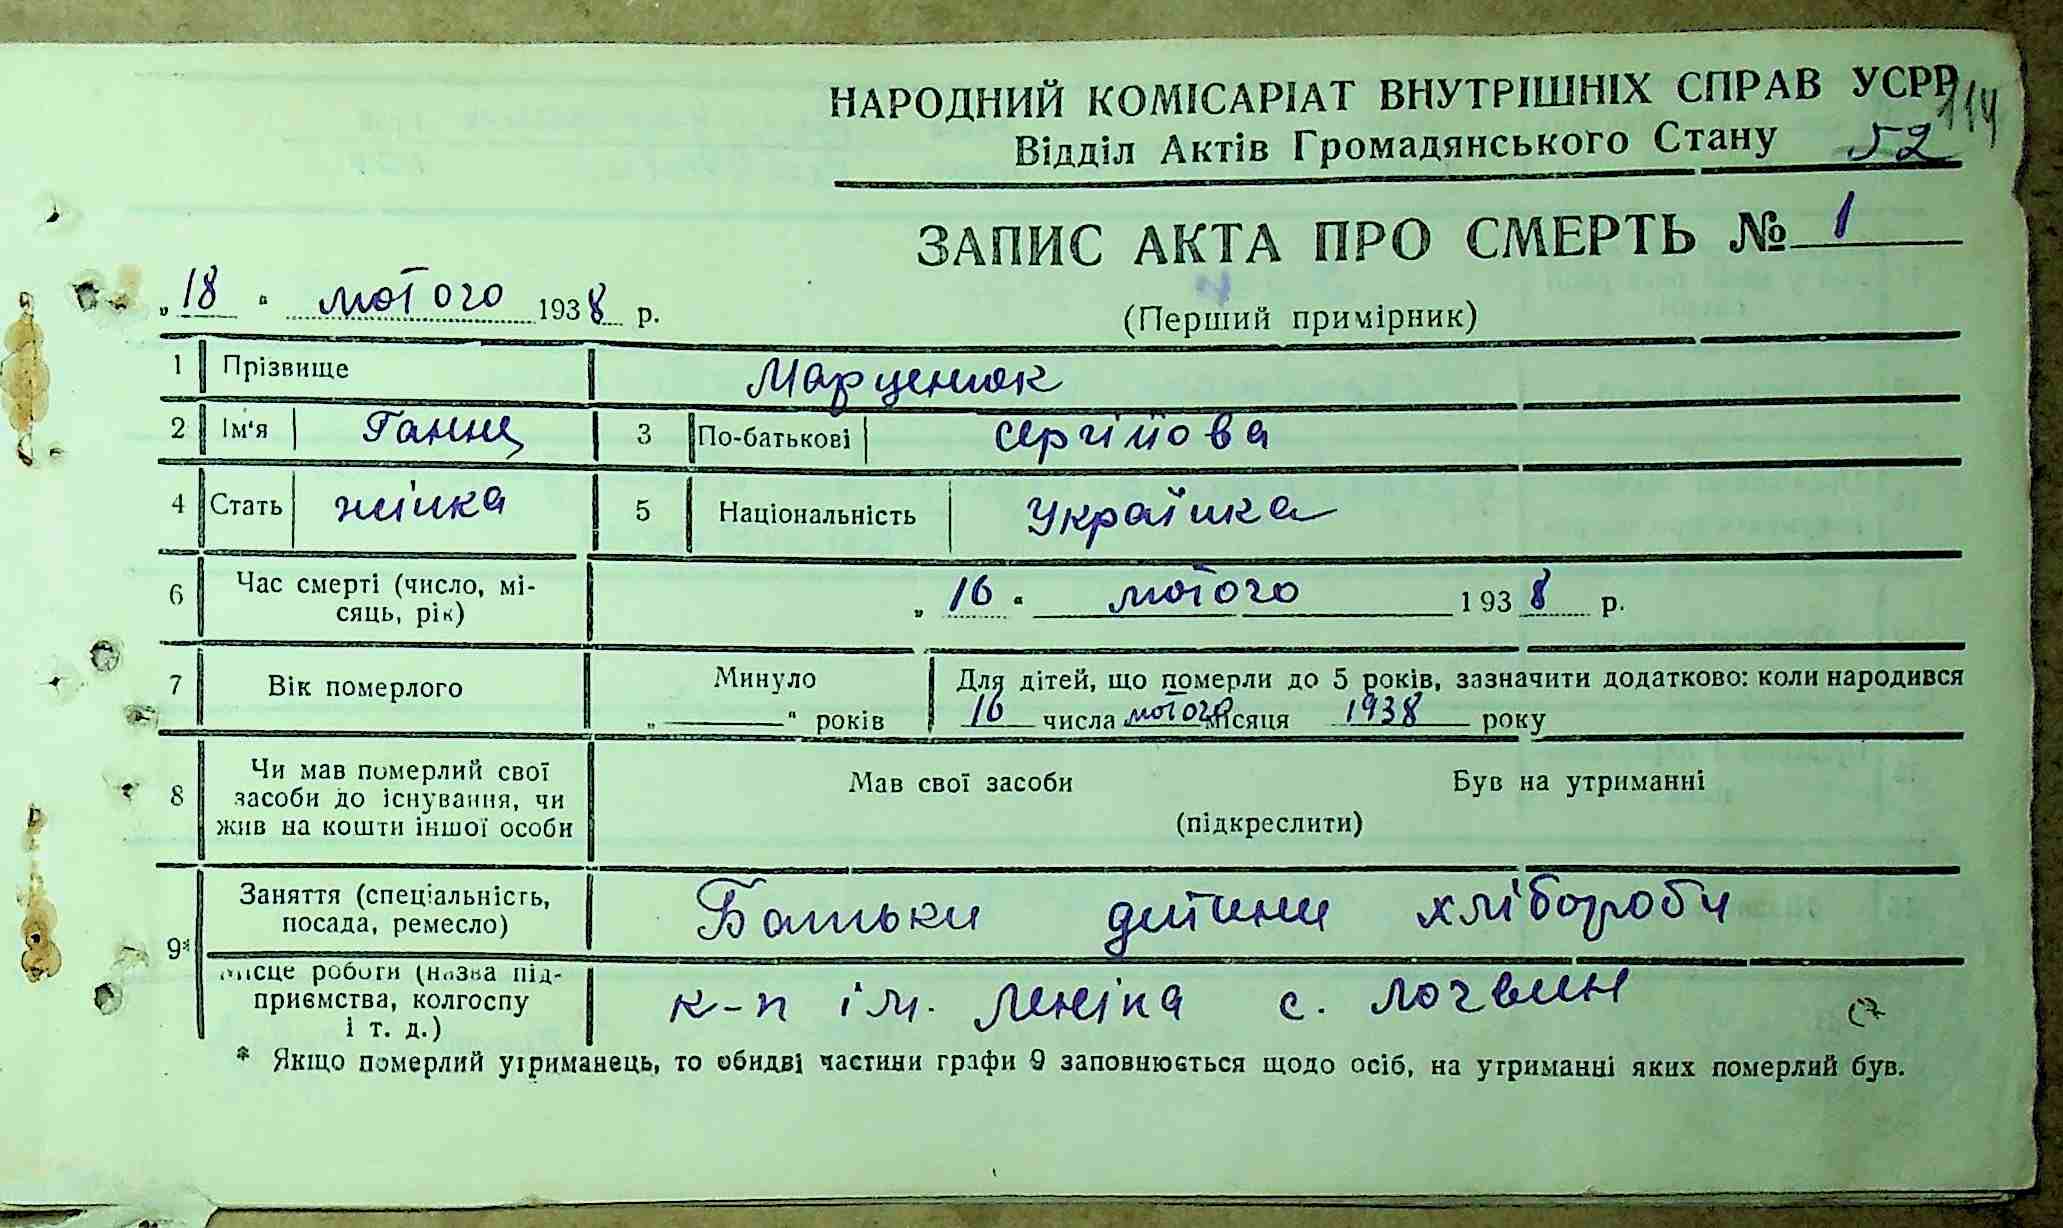 НАРОДНИЙ КОМІСАРІАТ ВНУТРІШНІХ СПРАВ УСРР
114
Відділ Актів Громадянського Стану 52
ЗАПИС АКТА ПРО СМЕРТЬ № 1
„ 18 “ лютого 1938 р.
(Перший примірник)
1 Прізвище Марценюк
2 Ім'я Ганна 3 По-батькові Сергійова
4 Стать жінка 5 Національність Українка
6 Час смерті (число, мі-
сяць, рік) „ 16 “ лютого 1938 р.
7 Вік померлого Минуло „ “ років
Для дітей, що померли до 5 років, зазначити додатково: коли народився
16 числа лютого місяця 1938 року
8 Чи мав померлий свої
засоби до існування, чи
жив на кошти іншої особи
Мав свої засоби Був на утриманні
(підкреслити)
9* Заняття (спеціальність,
посада, ремесло) Батьки дитини хлібороби
Місце роботи (назва під-
приємства, колгоспу
і т. д.) к-п ім. Леніна с. Логвин
* Якщо померлий утриманець, то обидві частини графи 9 заповнюється щодо осіб, на утриманні яких померлий був.